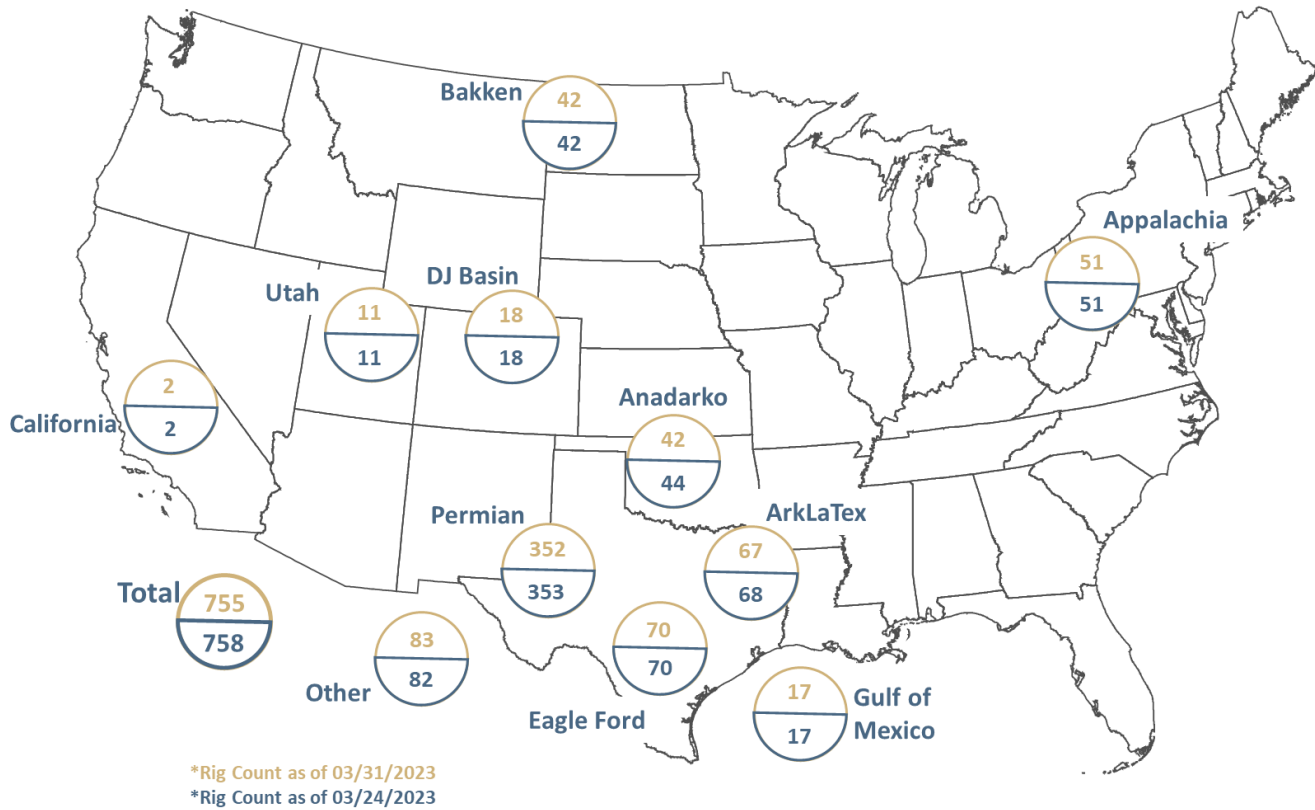 Bakken
42
42
Appalachia
51
51
DJ Basin
18
18
Utah
11
11
California
2
2
Anadarko
42
44
Permian
352
353
ArkLaTex
67
68
Total
755
758
Other
83
82
Eagle Ford
70
70
Gulf of
Mexico
17
17
*Rig Count as of 03/31/2023
*Rig Count as of 03/24/2023